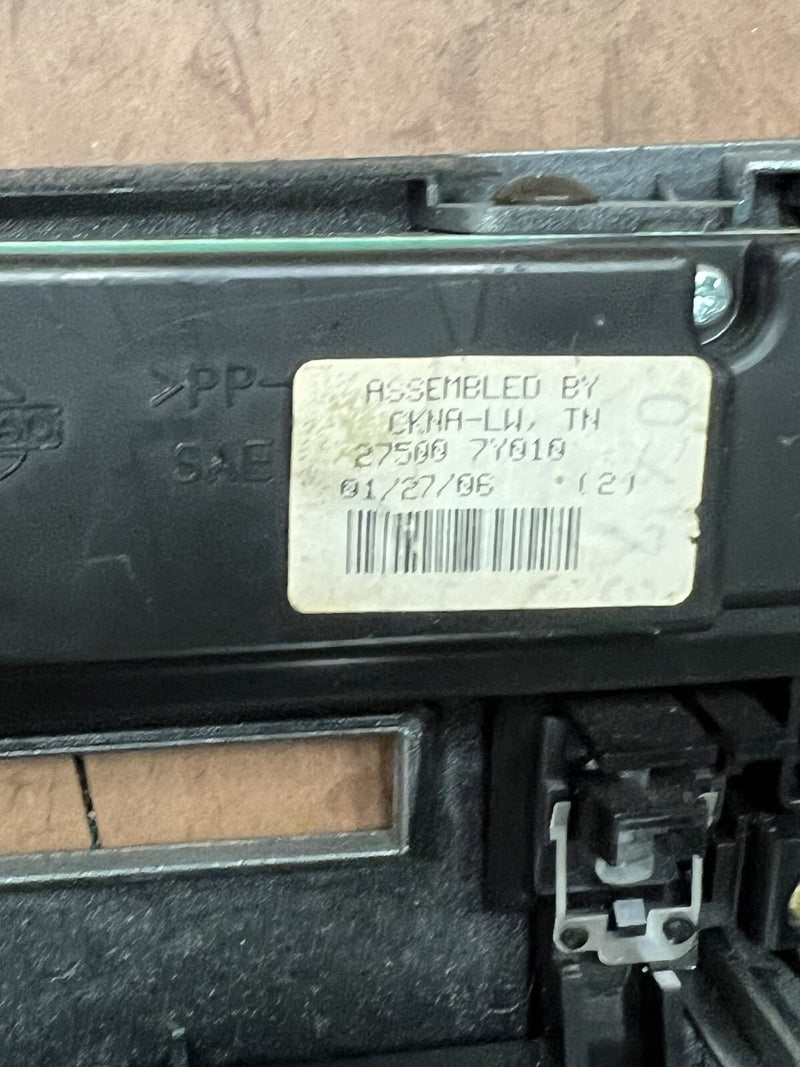 >PP-
SAE
ASSEMBLED BY
CKNA-LW, TN
27500 7Y010
01/27/06 (2)